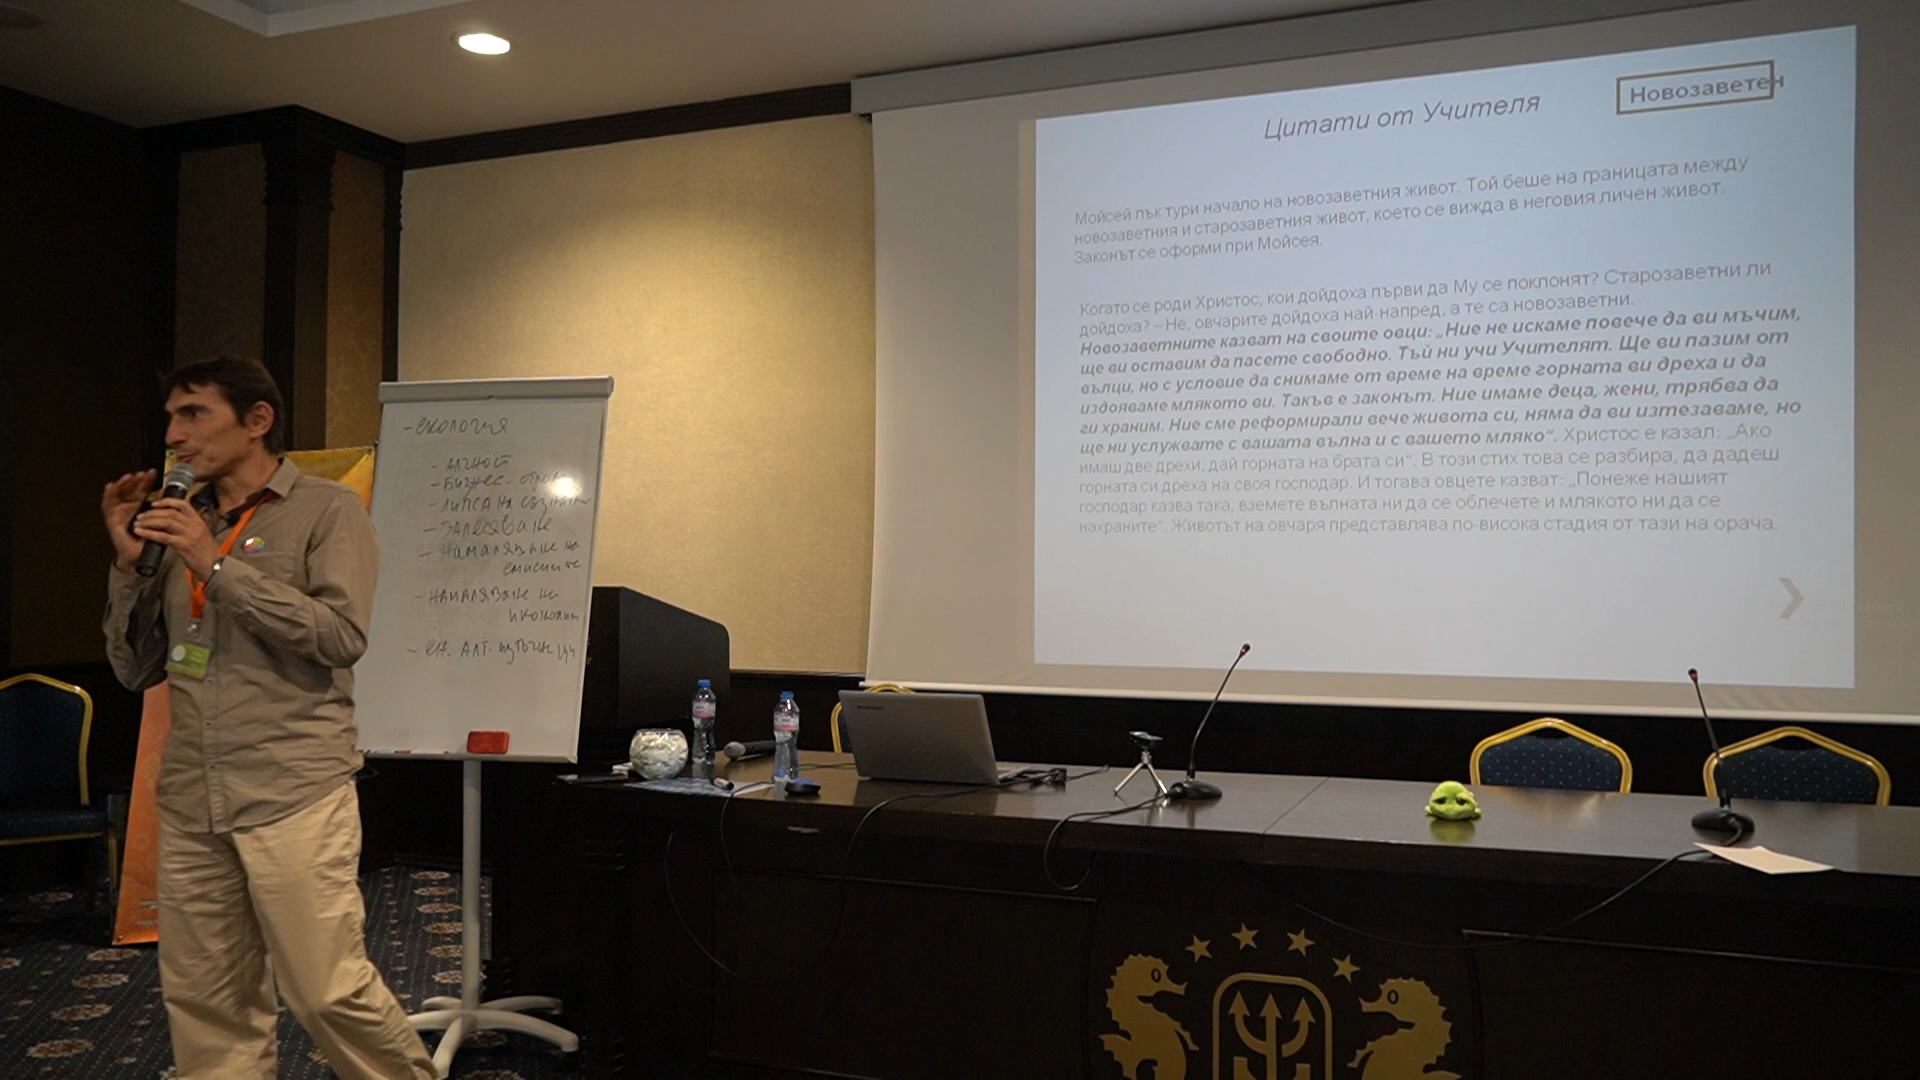 Цитати от Учителя
Новозаветен
Мойсей пък тури начало на новозаветния живот. Той беше на границата между
новозаветния и старозаветния живот, което се вижда в неговия личен живот.
Законът се оформи при Мойсея.
Когато се роди Христос, кои дойдоха първи да Му се поклонят? Старозаветни ли
дойдоха? – Не, овчарите дойдоха най-напред, а те са новозаветни.
Новозаветните казват на своите овци: „Ние не искаме повече да ви мъчим,
ще ви оставим да пасете свободно. Тъй ни учи Учителят. Ще ви пазим от
вълци, но с условие да снимаме от време на време горната ви дреха и да
издояваме млякото ви. Такъв е законът. Ние имаме деца, жени, трябва да
ги храним. Ние сме реформирали вече живота си, няма да ви изтезаваме, но
ще ни услужвате с вашата вълна и с вашето мляко“. Христос е казал: „Ако
имаш две дрехи, дай горната на брата си“. В този стих това се разбира, да дадеш
горната си дреха на своя господар. И тогава овцете казват: „Понеже нашият
господар казва така, вземете вълната ни да се облечете и млякото ни да се
нахраните“. Животът на овчаря представлява по-висока стадия от тази на орача.
- екология
- Алчност
- Бизнес
- Липса на
- Залесяване
- Намаляване на
емисиите
- Намаляване на
- ел. АЛТ.